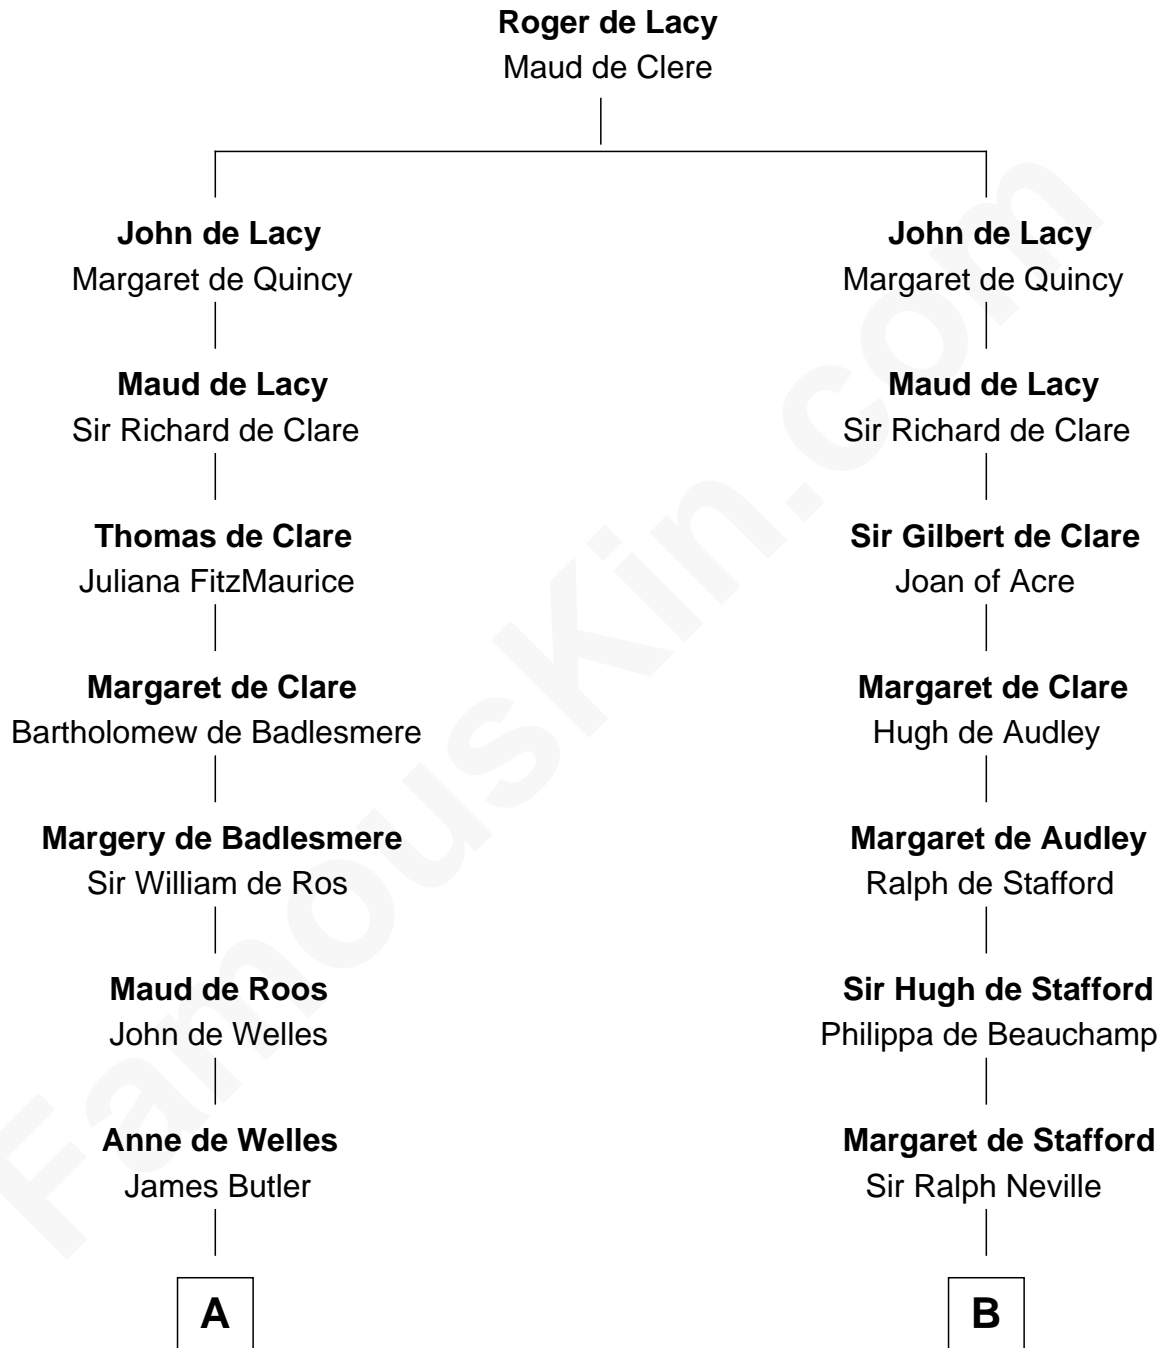 Roger de Lacy
Maud de Clere
John de Lacy
Margaret de Quincy
John de Lacy
Margaret de Quincy
Maud de Lacy
Sir Richard de Clare
Maud de Lacy
Sir Richard de Clare
Thomas de Clare
Juliana FitzMaurice
Sir Gilbert de Clare
Joan of Acre
Margaret de Clare
Bartholomew de Badlesmere
Margaret de Clare
Hugh de Audley
Margery de Badlesmere
Sir William de Ros
Margaret de Audley
Ralph de Stafford
Maud de Roos
John de Welles
Sir Hugh de Stafford
Philippa de Beauchamp
Anne de Welles
James Butler
Margaret de Stafford
Sir Ralph Neville
A
B
FamousKin.com